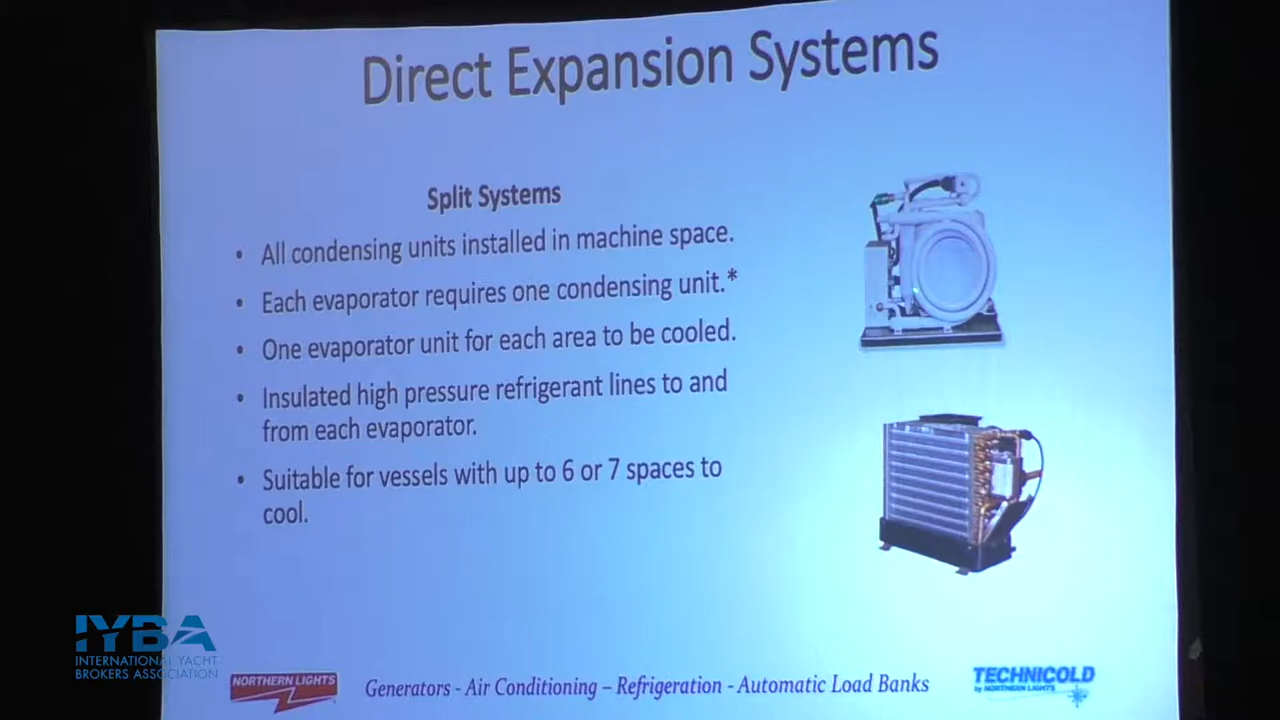 Direct Expansion Systems
Split Systems
• All condensing units installed in machine space.
• Each evaporator requires one condensing unit.*
• One evaporator unit for each area to be cooled.
• Insulated high pressure refrigerant lines to and
from each evaporator.
• Suitable for vessels with up to 6 or 7 spaces to
cool.
IYBA
INTERNATIONAL YACHT
BROKERS ASSOCIATION
NORTHERN LIGHTS
Generators - Air Conditioning – Refrigeration - Automatic Load Banks
TECHNICOLD
by NORTHERN LIGHTS